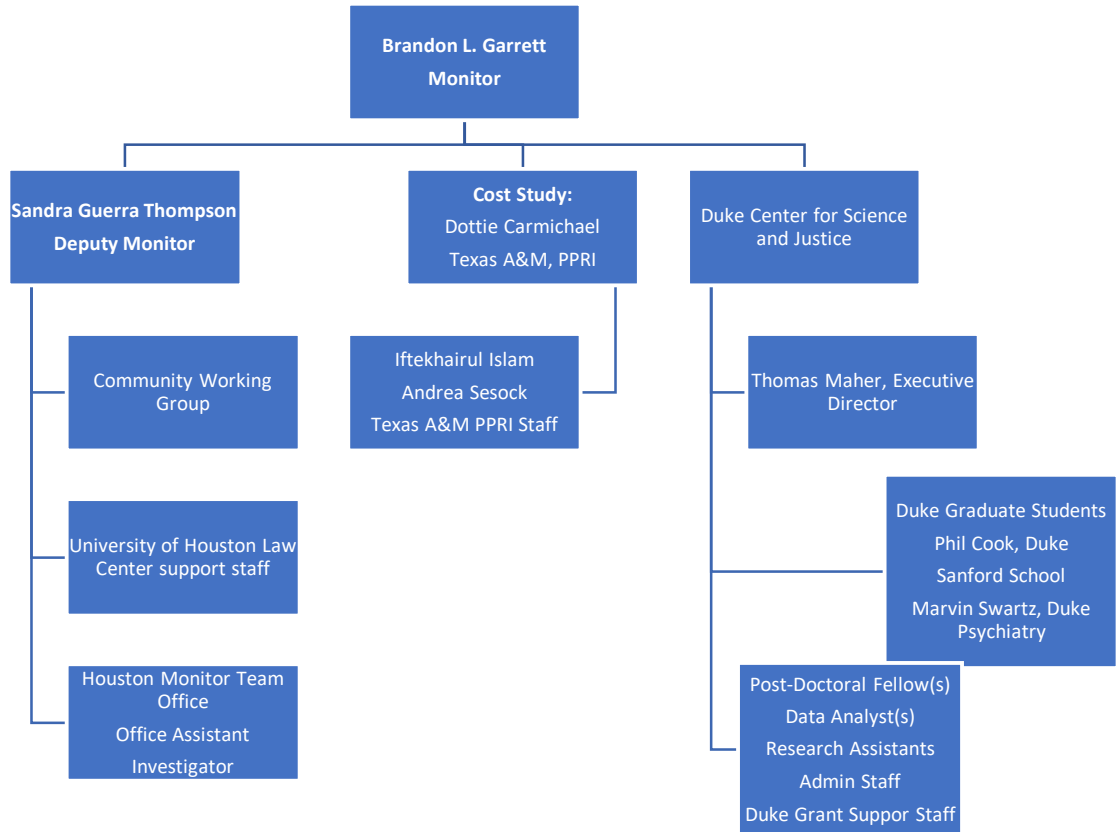 Brandon L. Garrett
Monitor
Sandra Guerra Thompson
Deputy Monitor
Cost Study:
Dottie Carmichael
Texas A&M, PPRI
Duke Center for Science
and Justice
Community Working
Group
Iftekhairul Islam
Andrea Sesock
Texas A&M PPRI Staff
Thomas Maher, Executive
Director
University of Houston Law
Center support staff
Duke Graduate Students
Phil Cook, Duke
Sanford School
Marvin Swartz, Duke
Psychiatry
Houston Monitor Team
Office
Office Assistant
Investigator
Post-Doctoral Fellow(s)
Data Analyst(s)
Research Assistants
Admin Staff
Duke Grant Suppor Staff